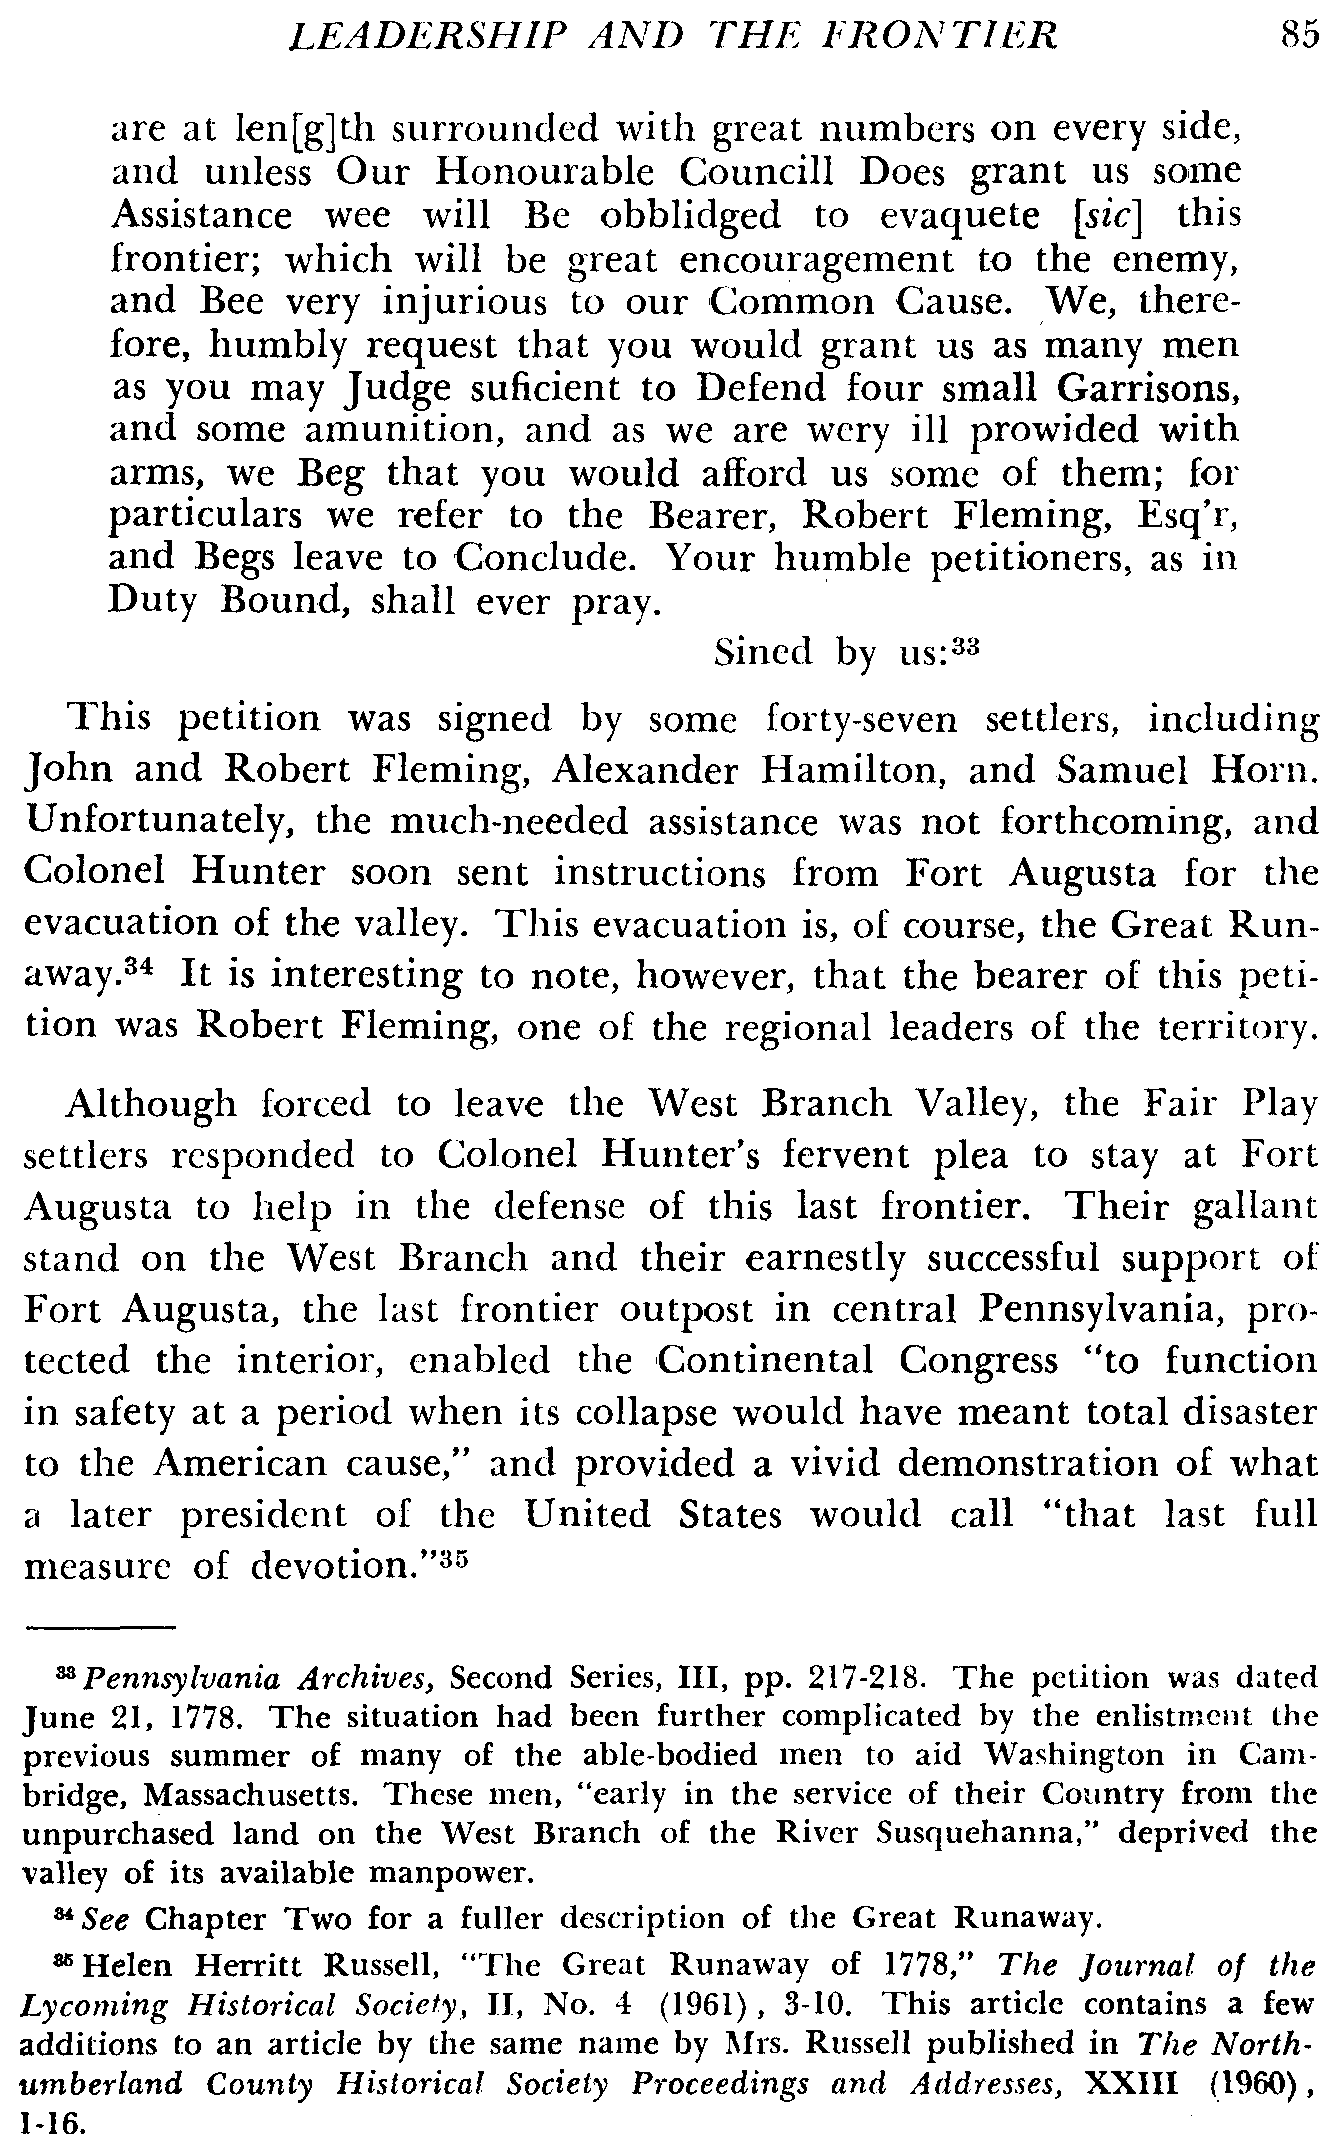 LEADERSHIP AND THE FRONTIER 85
are at len[g]th surrounded with great numbers on every side,
and unless Our Honourable Councill Does grant us some
Assistance wee will Be obblidged to evaquete [sic] this
frontier; which will be great encouragement to the enemy,
and Bee very injurious to our Common Cause. We, there-
fore, humbly request that you would grant us as many men
as you may Judge suficient to Defend four small Garrisons,
and some amunition, and as we are wery ill prowided with
arms, we Beg that you would afford us some of them; for
particulars we refer to the Bearer, Robert Fleming, Esq'r,
and Begs leave to Conclude. Your humble petitioners, as in
Duty Bound, shall ever pray.
Sined by us:³³
This petition was signed by some forty-seven settlers, including
John and Robert Fleming, Alexander Hamilton, and Samuel Horn.
Unfortunately, the much-needed assistance was not forthcoming, and
Colonel Hunter soon sent instructions from Fort Augusta for the
evacuation of the valley. This evacuation is, of course, the Great Run-
away.³⁴ It is interesting to note, however, that the bearer of this peti-
tion was Robert Fleming, one of the regional leaders of the territory.
Although forced to leave the West Branch Valley, the Fair Play
settlers responded to Colonel Hunter's fervent plea to stay at Fort
Augusta to help in the defense of this last frontier. Their gallant
stand on the West Branch and their earnestly successful support of
Fort Augusta, the last frontier outpost in central Pennsylvania, pro-
tected the interior, enabled the Continental Congress "to function
in safety at a period when its collapse would have meant total disaster
to the American cause," and provided a vivid demonstration of what
a later president of the United States would call "that last full
measure of devotion."³⁵
³³ Pennsylvania Archives, Second Series, III, pp. 217-218. The petition was dated
June 21, 1778. The situation had been further complicated by the enlistment the
previous summer of many of the able-bodied men to aid Washington in Cam-
bridge, Massachusetts. These men, "early in the service of their Country from the
unpurchased land on the West Branch of the River Susquehanna," deprived the
valley of its available manpower.
³⁴ See Chapter Two for a fuller description of the Great Runaway.
³⁵ Helen Herritt Russell, "The Great Runaway of 1778," The Journal of the
Lycoming Historical Society, II, No. 4 (1961), 3-10. This article contains a few
additions to an article by the same name by Mrs. Russell published in The North-
umberland County Historical Society Proceedings and Addresses, XXIII (1960),
1-16.